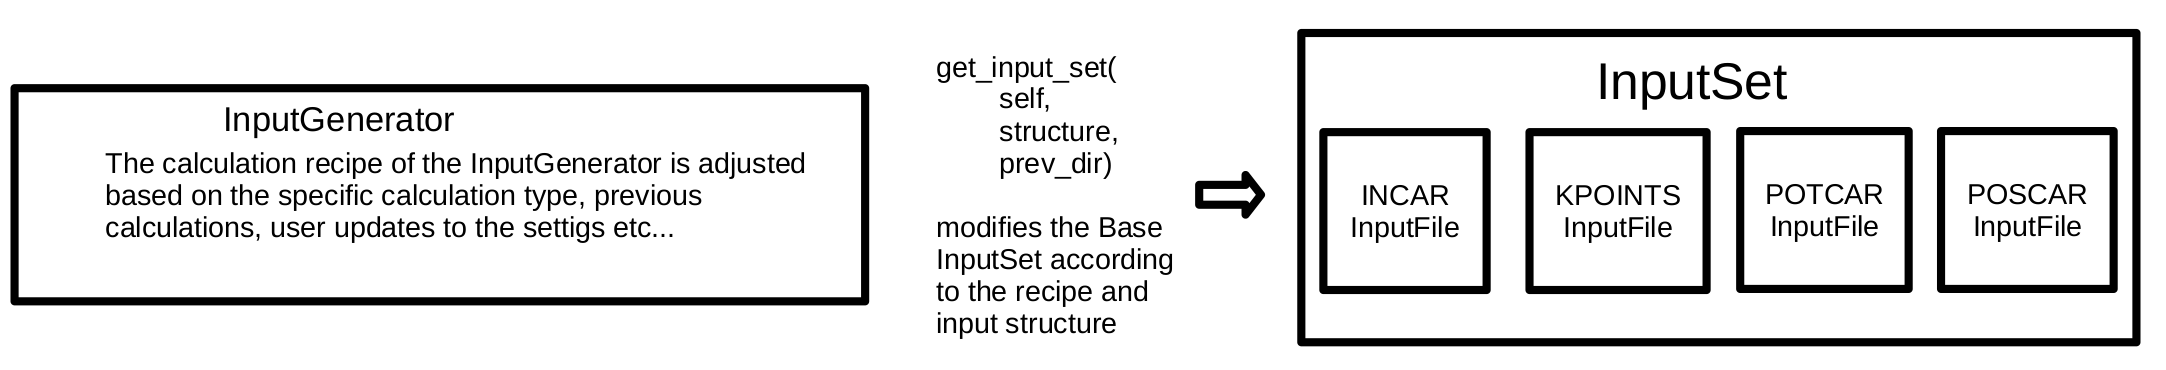 InputGenerator
The calculation recipe of the InputGenerator is adjusted
based on the specific calculation type, previous
calculations, user updates to the settigs etc...
get_input_set(
self,
structure,
prev_dir)
modifies the Base
InputSet according
to the recipe and
input structure
InputSet
INCAR
InputFile
KPOINTS
InputFile
POTCAR
InputFile
POSCAR
InputFile